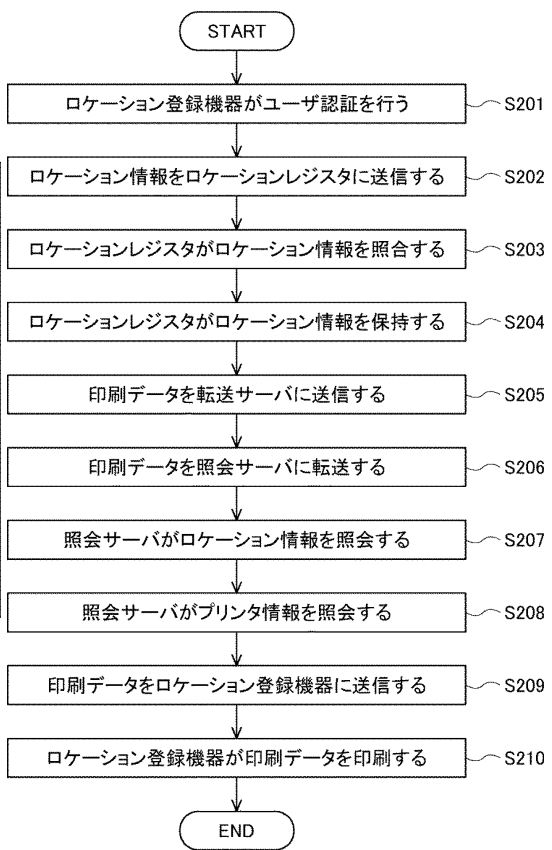 START
ロケーション登録機器がユーザ認証を行う S201
ロケーション情報をロケーションレジスタに送信する S202
ロケーションレジスタがロケーション情報を照合する S203
ロケーションレジスタがロケーション情報を保持する S204
印刷データを転送サーバに送信する S205
印刷データを照会サーバに転送する S206
照会サーバがロケーション情報を照会する S207
照会サーバがプリンタ情報を照会する S208
印刷データをロケーション登録機器に送信する S209
ロケーション登録機器が印刷データを印刷する S210
END